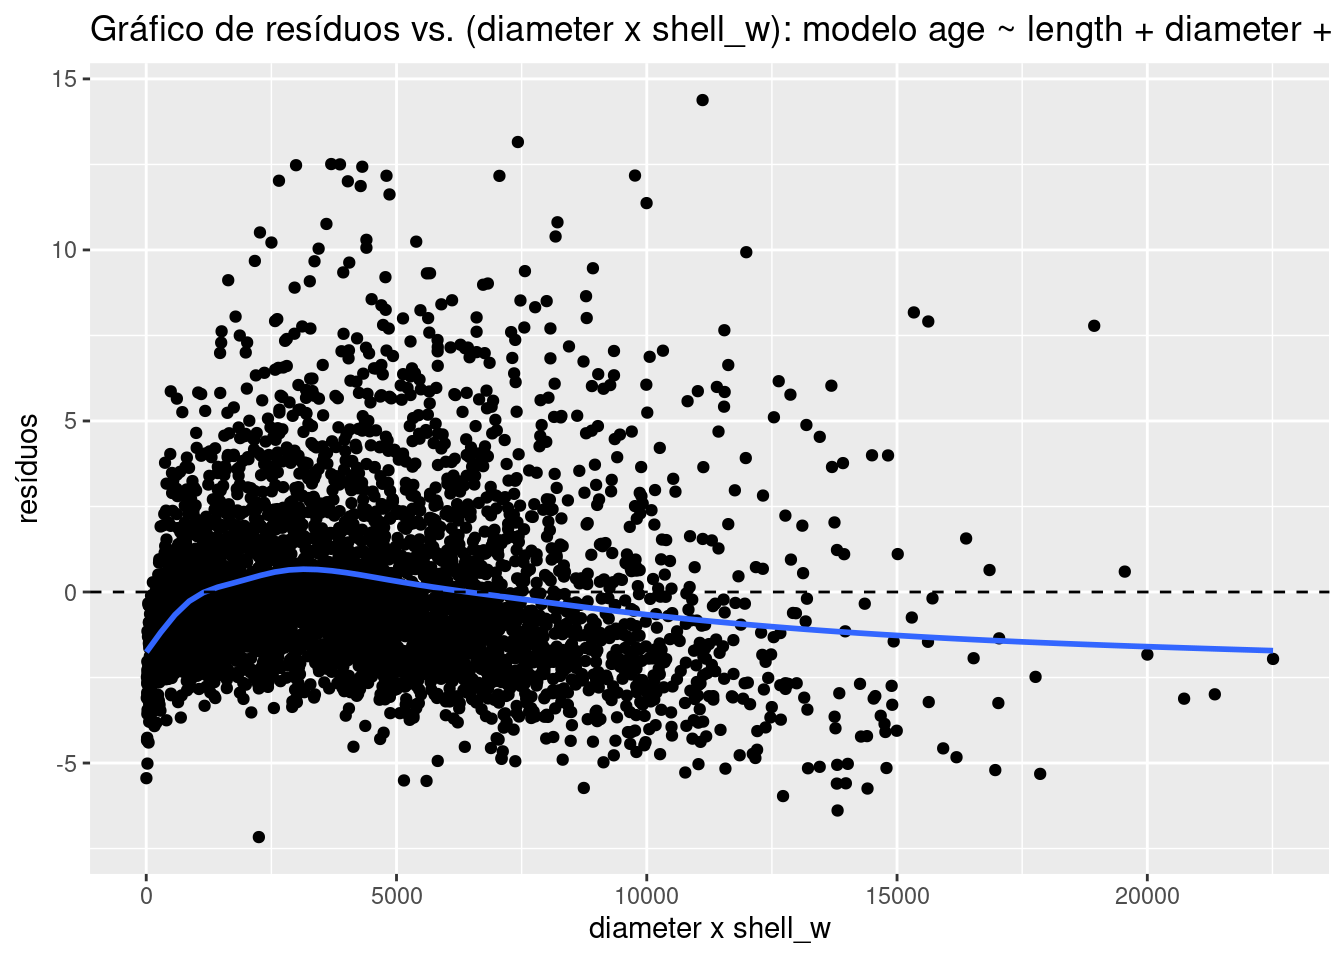 Gráfico de resíduos vs. (diameter x shell_w): modelo age ~ length + diameter +
15
10
5
0
-5
resíduos
0 5000 10000 15000 20000
diameter x shell_w